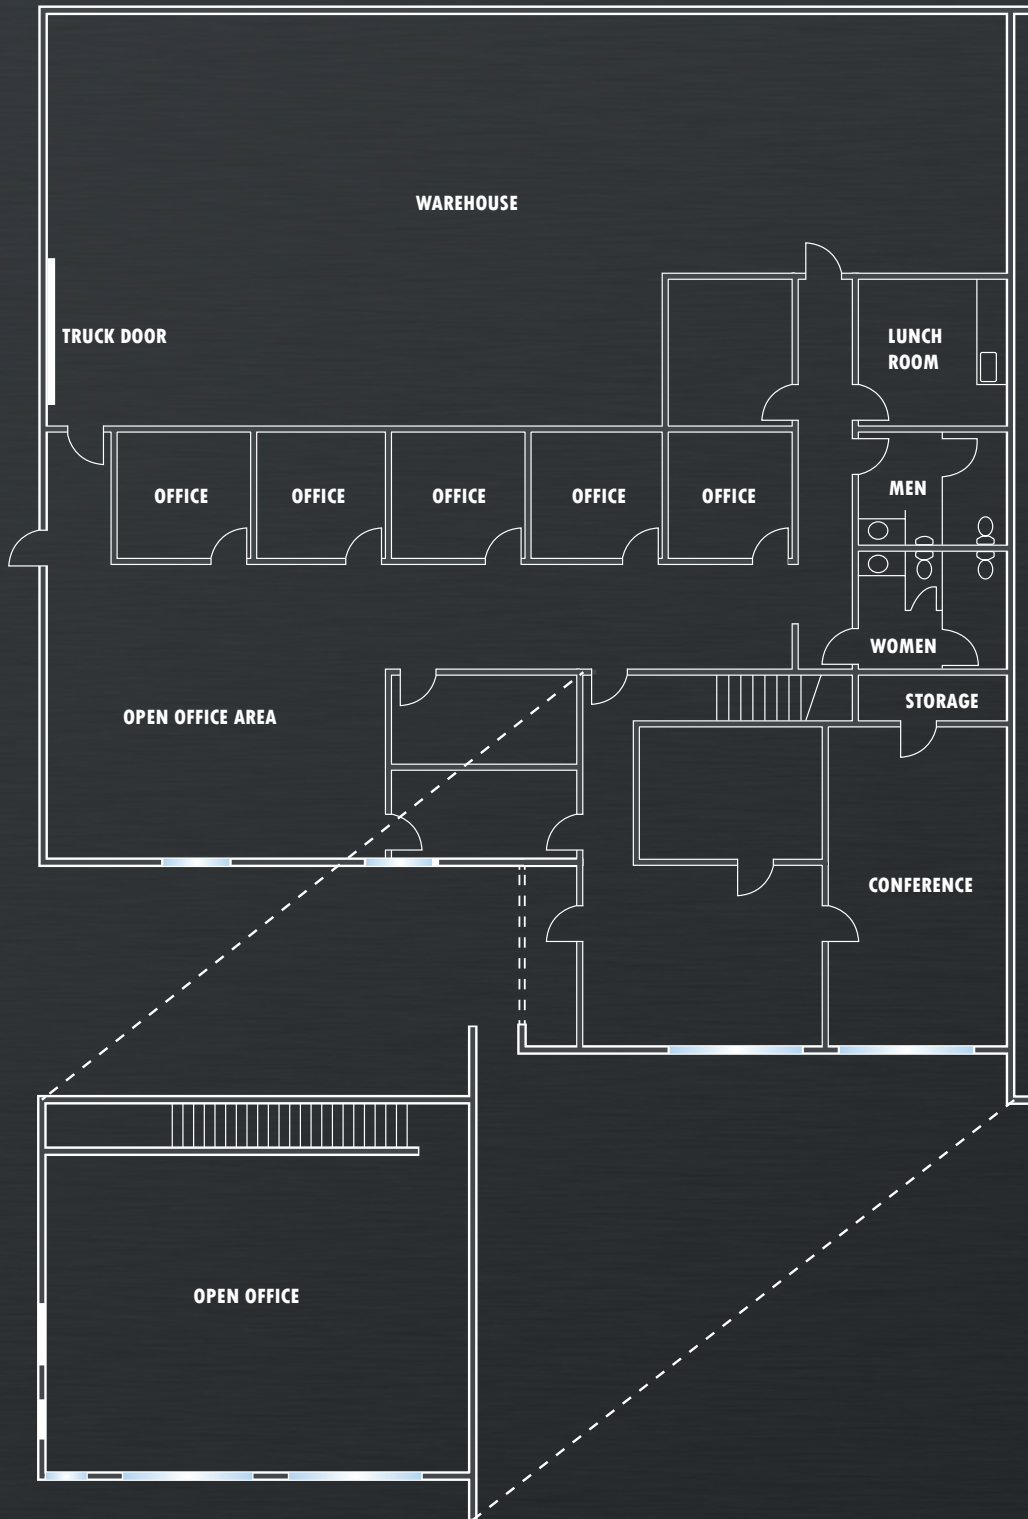 WAREHOUSE
TRUCK DOOR
LUNCH
ROOM
OFFICE
OFFICE
OFFICE
OFFICE
OFFICE
MEN
WOMEN
STORAGE
OPEN OFFICE AREA
CONFERENCE
OPEN OFFICE